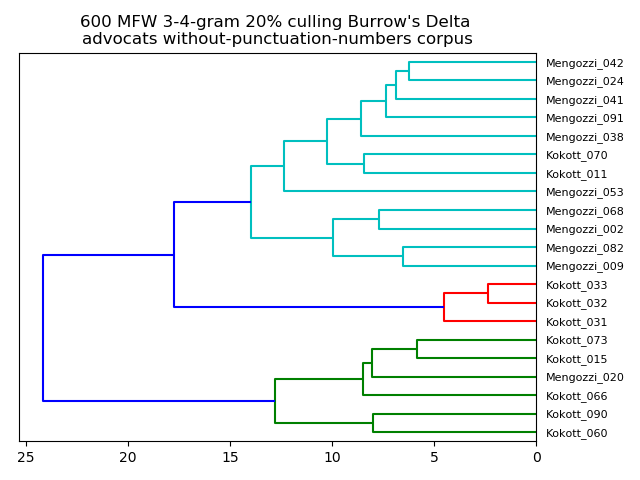 600 MFW 3-4-gram 20% culling Burrow's Delta
advocats without-punctuation-numbers corpus
Mengozzi_042
Mengozzi_024
Mengozzi_041
Mengozzi_091
Mengozzi_038
Kokott_070
Kokott_011
Mengozzi_053
Mengozzi_068
Mengozzi_002
Mengozzi_082
Mengozzi_009
Kokott_033
Kokott_032
Kokott_031
Kokott_073
Kokott_015
Mengozzi_020
Kokott_066
Kokott_090
Kokott_060
25 20 15 10 5 0